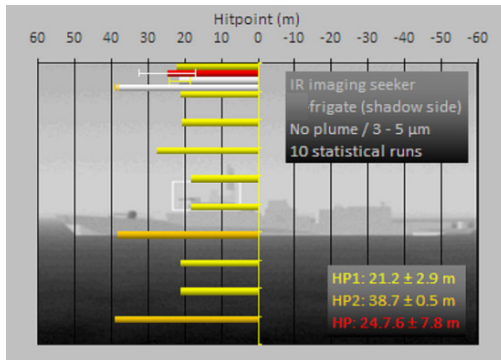 Hitpoint (m)
60 50 40 30 20 10 0 -10 -20 -30 -40 -50 -60
IR imaging seeker
frigate (shadow side)
No plume / 3 - 5 µm
10 statistical runs
HP1: 21.2 ± 2.9 m
HP2: 38.7 ± 0.5 m
HP: 24.7.6 ± 7.8 m